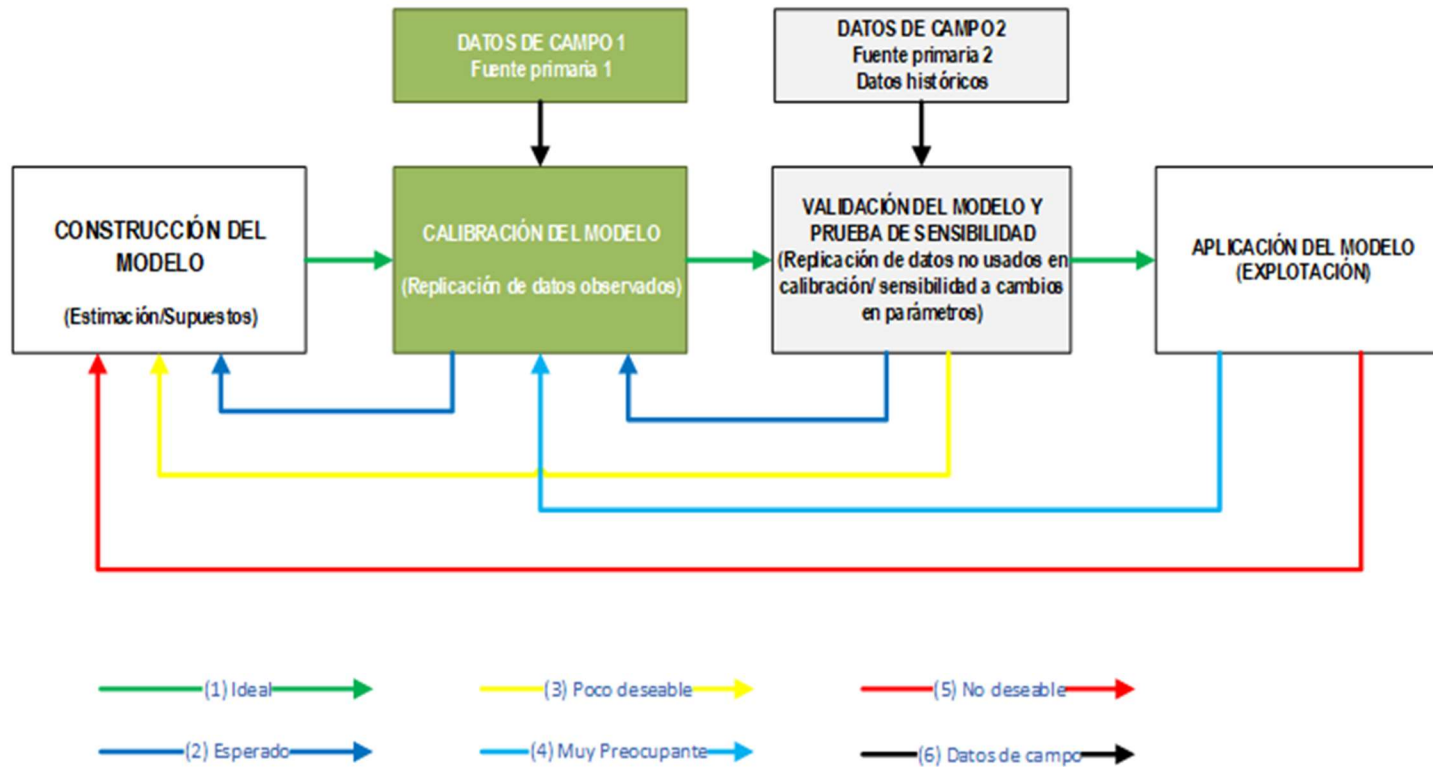 DATOS DE CAMPO 1
Fuente primaria 1
DATOS DE CAMPO 2
Fuente primaria 2
Datos históricos
CONSTRUCCIÓN DEL
MODELO
(Estimación/Supuestos)
CALIBRACIÓN DEL MODELO
(Replicación de datos observados)
VALIDACIÓN DEL MODELO Y
PRUEBA DE SENSIBILIDAD
(Replicación de datos no usados en
calibración/ sensibilidad a cambios
en parámetros)
APLICACIÓN DEL MODELO
(EXPLOTACIÓN)
(1) Ideal
(3) Poco deseable
(5) No deseable
(2) Esperado
(4) Muy Preocupante
(6) Datos de campo